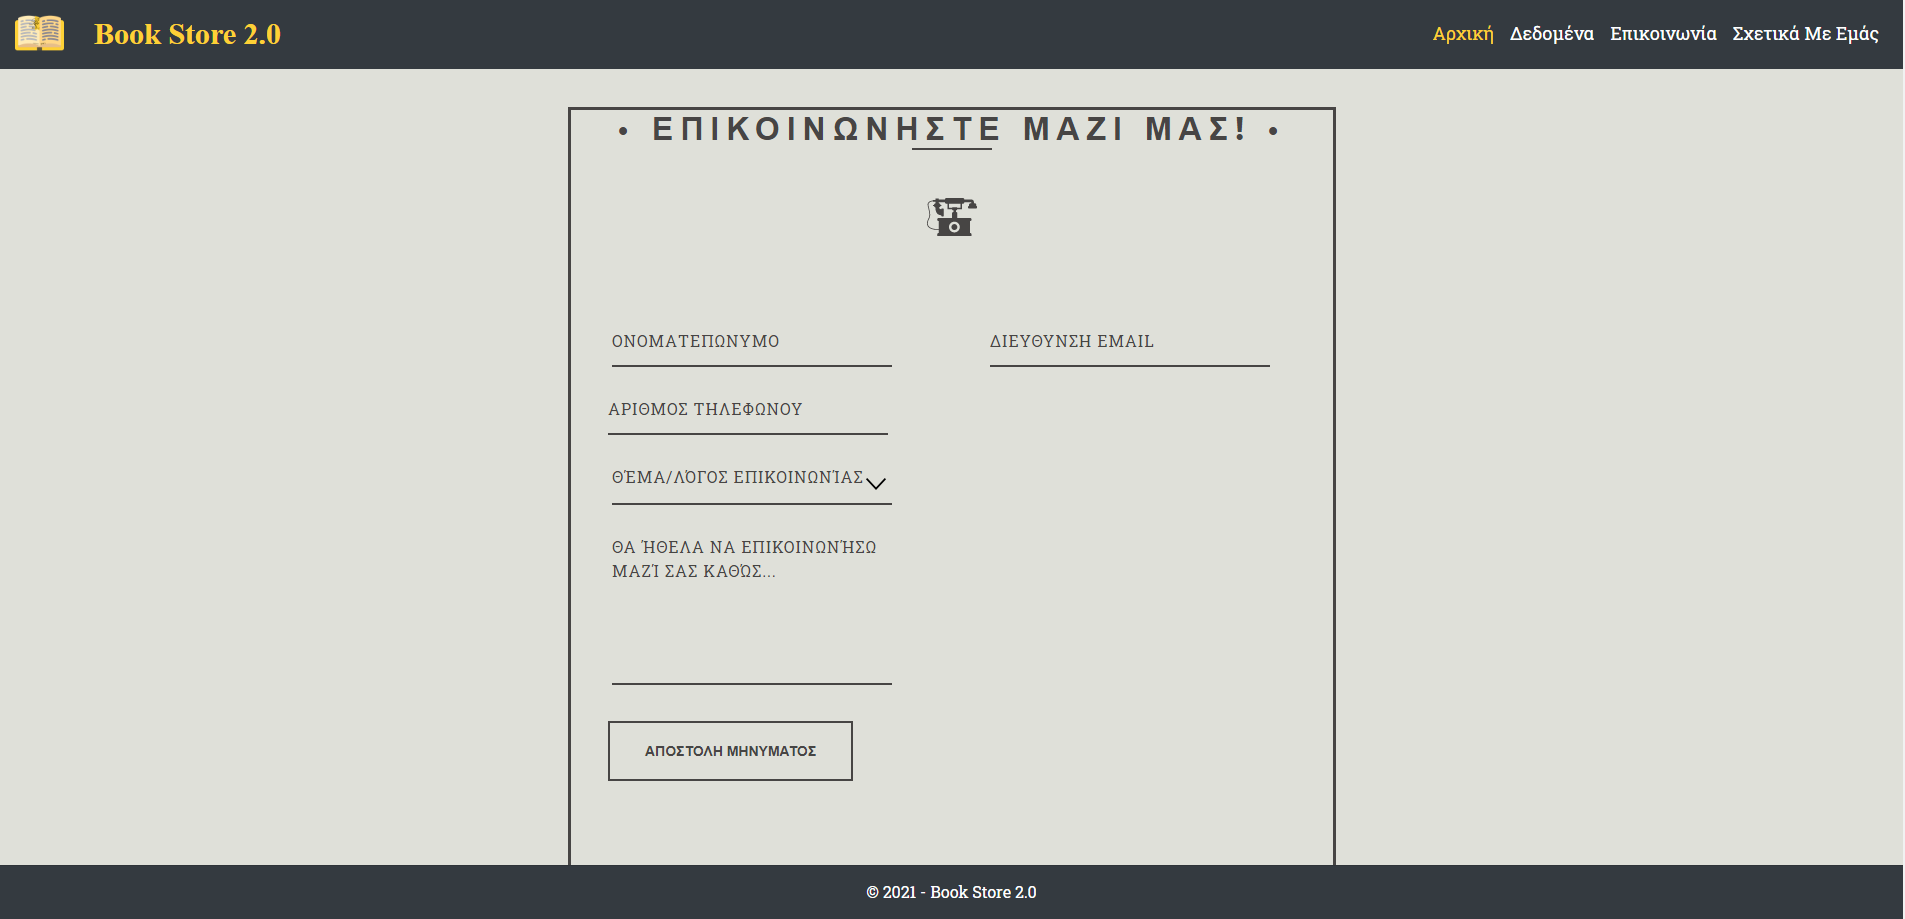 Book Store 2.0
Αρχική Δεδομένα Επικοινωνία Σχετικά Με Εμάς
• ΕΠΙΚΟΙΝΩΝΗΣΤΕ ΜΑΖΙ ΜΑΣ! •
ΟΝΟΜΑΤΕΠΩΝΥΜΟ
ΔΙΕΥΘΥΝΣΗ EMAIL
ΑΡΙΘΜΟΣ ΤΗΛΕΦΩΝΟΥ
ΘΈΜΑ/ΛΌΓΟΣ ΕΠΙΚΟΙΝΩΝΊΑΣ
ΘΑ ΉΘΕΛΑ ΝΑ ΕΠΙΚΟΙΝΩΝΉΣΩ
ΜΑΖΊ ΣΑΣ ΚΑΘΏΣ...
ΑΠΟΣΤΟΛΗ ΜΗΝΥΜΑΤΟΣ
© 2021 - Book Store 2.0